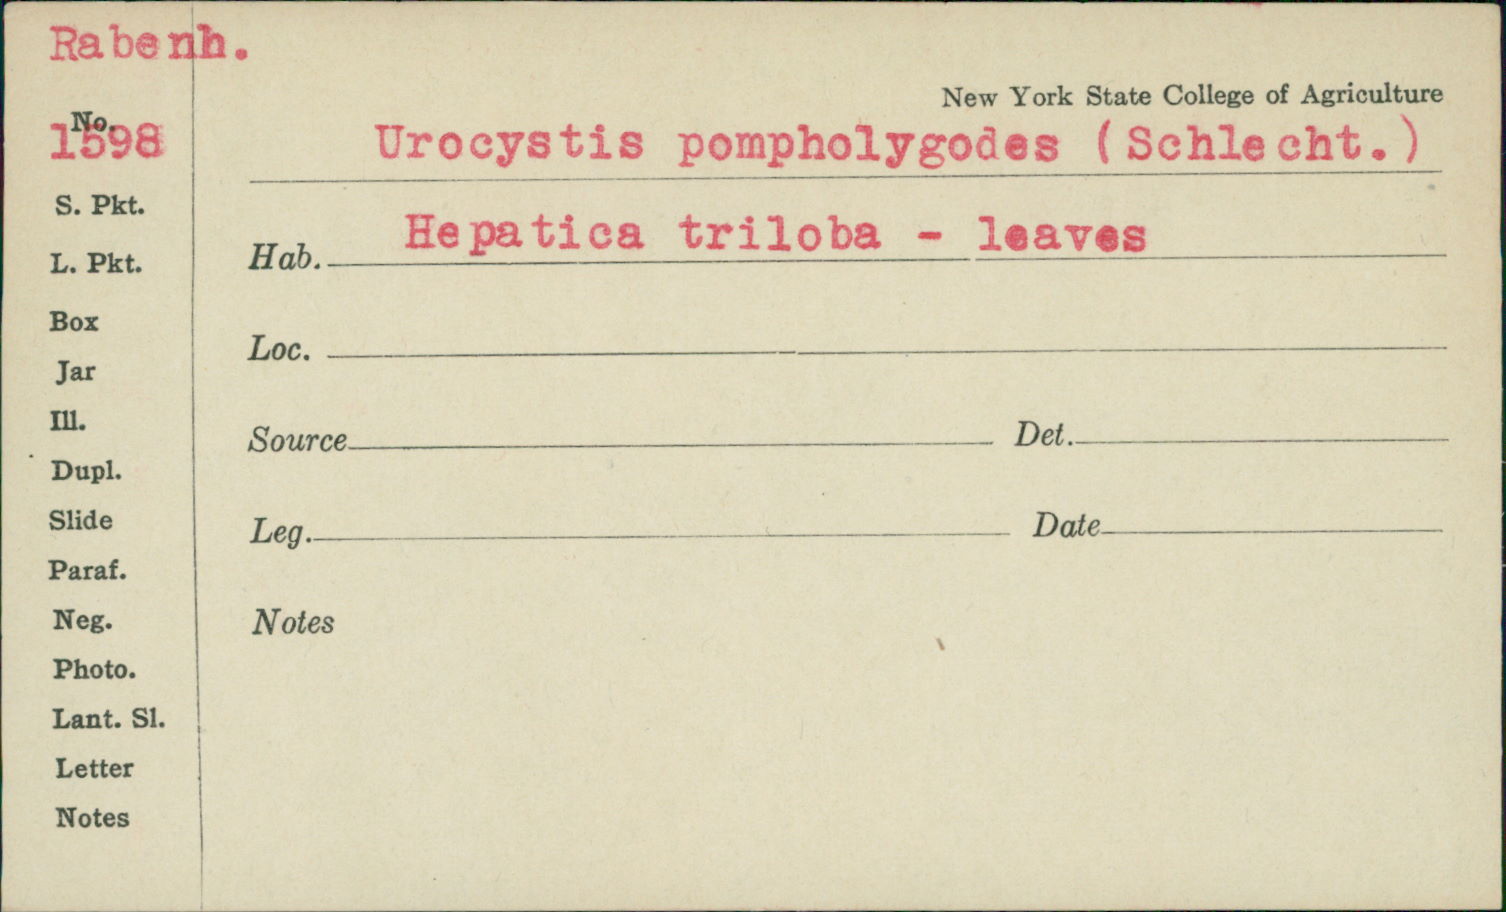 Rabenh.
New York State College of Agriculture
No.
1598
Urocystis pompholygodes (Schlecht.)
S. Pkt.
Hab. Hepatica triloba - leaves
L. Pkt.
Box
Loc.
Jar
Ill.
Source Det.
Dupl.
Slide
Leg. Date
Paraf.
Neg.
Notes
Photo.
Lant. Sl.
Letter
Notes